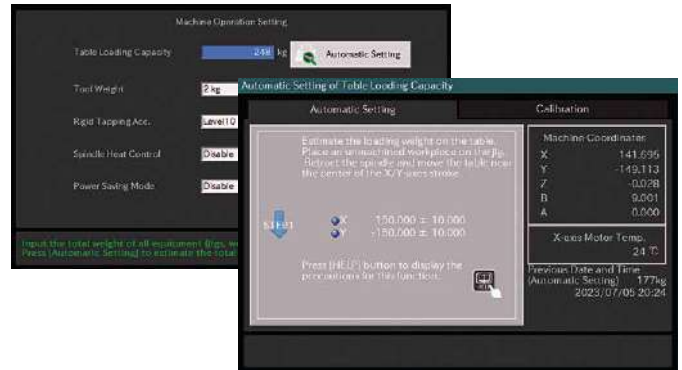 Machine Operation Setting
Table Loading Capacity
248 kg
Automatic Setting
Tool Weight
2 kg
Rigid Tapping Acc.
Level10
Spindle Heat Control
Disable
Power Saving Mode
Disable
Input the total weight of all equipment (jigs, w
Press [Automatic Setting] to estimate the total
Automatic Setting of Table Loading Capacity
Automatic Setting
Calibration
Estimate the loading weight on the table.
Place an unmachined workpiece on the jig.
Retract the spindle and move the table near
the center of the X/Y-axes stroke.
STEP1
X 150.000 ± 10.000
Y -150.000 ± 10.000
Press [HELP] button to display the
precautions for this function.
Machine Coordinates
X 141.695
Y -149.113
Z -0.028
B 9.001
A 0.000
X-axis Motor Temp.
24 ℃
Previous Date and Time
(Automatic Setting) 177kg
2023/07/05 20:24